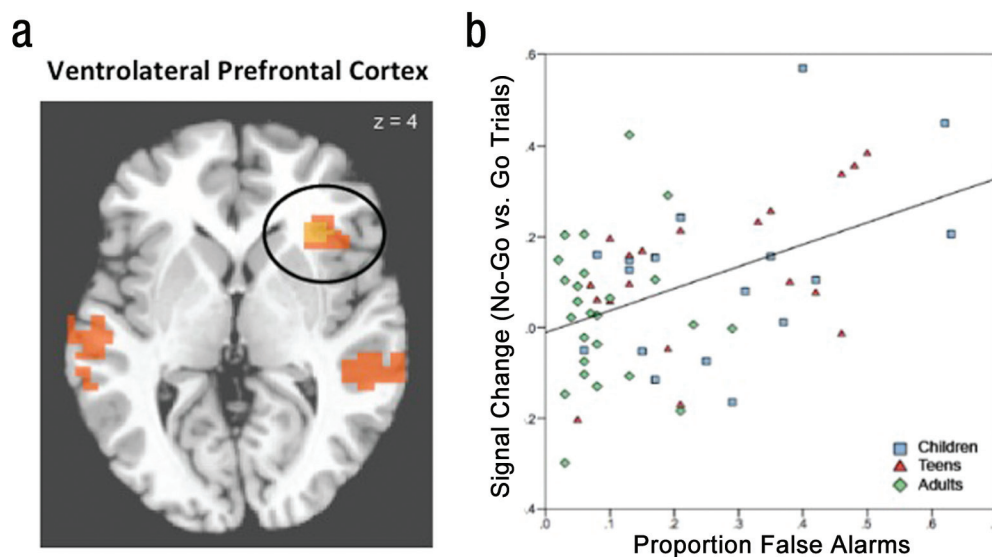 a
Ventrolateral Prefrontal Cortex
z = 4
b
Signal Change (No-Go vs. Go Trials)
.6
.4
.2
.0
.2
.4
.0
.1
.2
.3
.4
.5
.6
Children
Teens
Adults
Proportion False Alarms